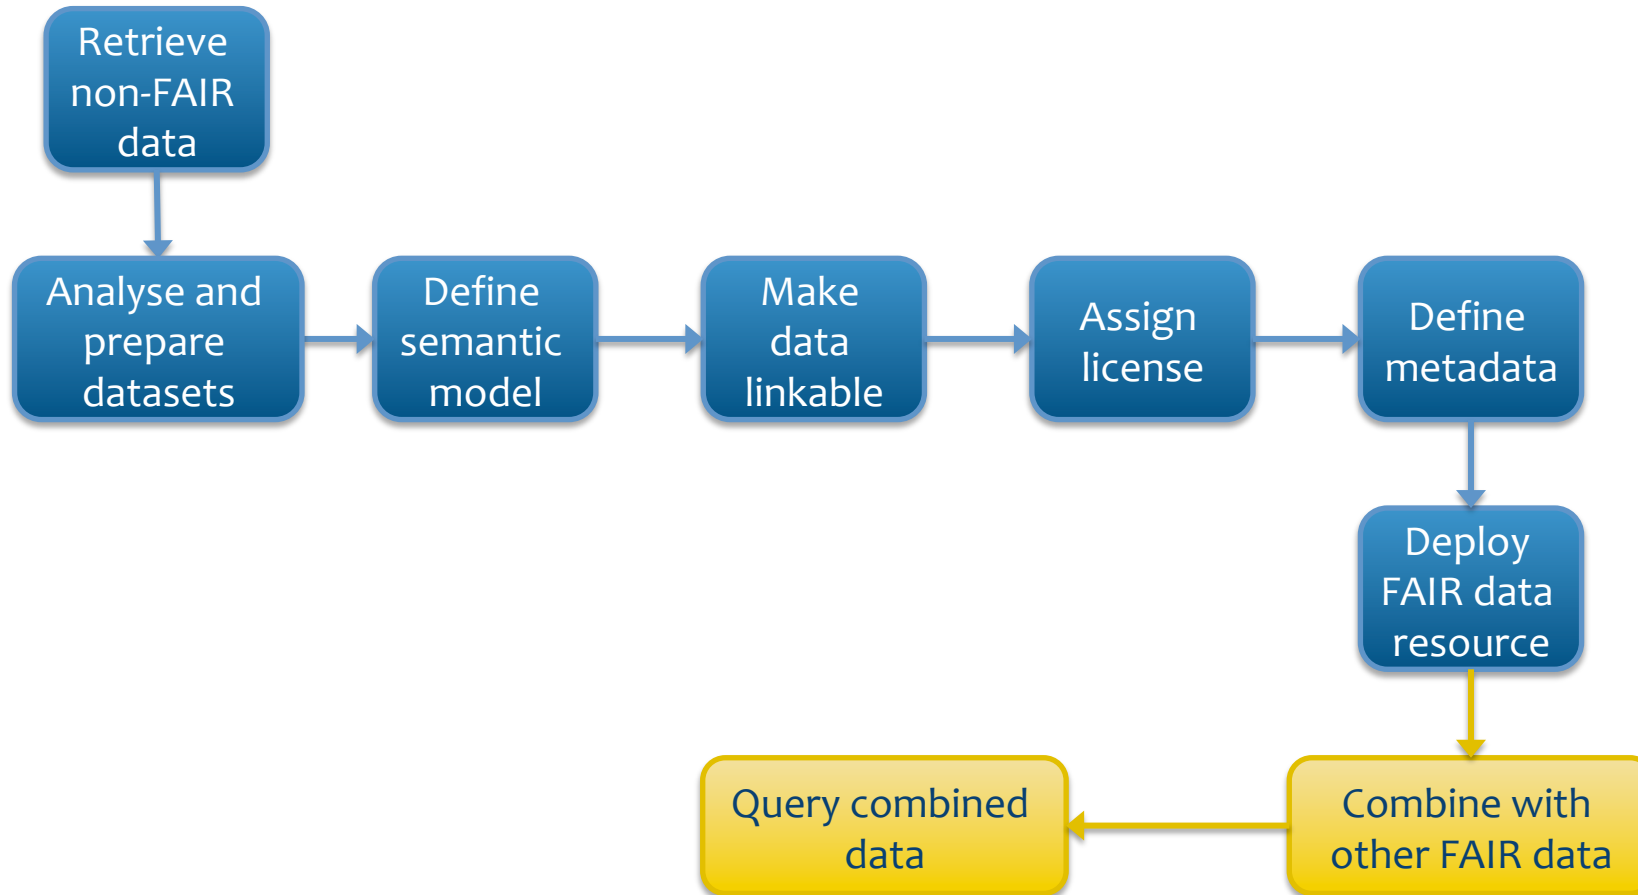 Retrieve
non-FAIR
data
Analyse and
prepare
datasets
Define
semantic
model
Make
data
linkable
Assign
license
Define
metadata
Deploy
FAIR data
resource
Combine with
other FAIR data
Query combined
data